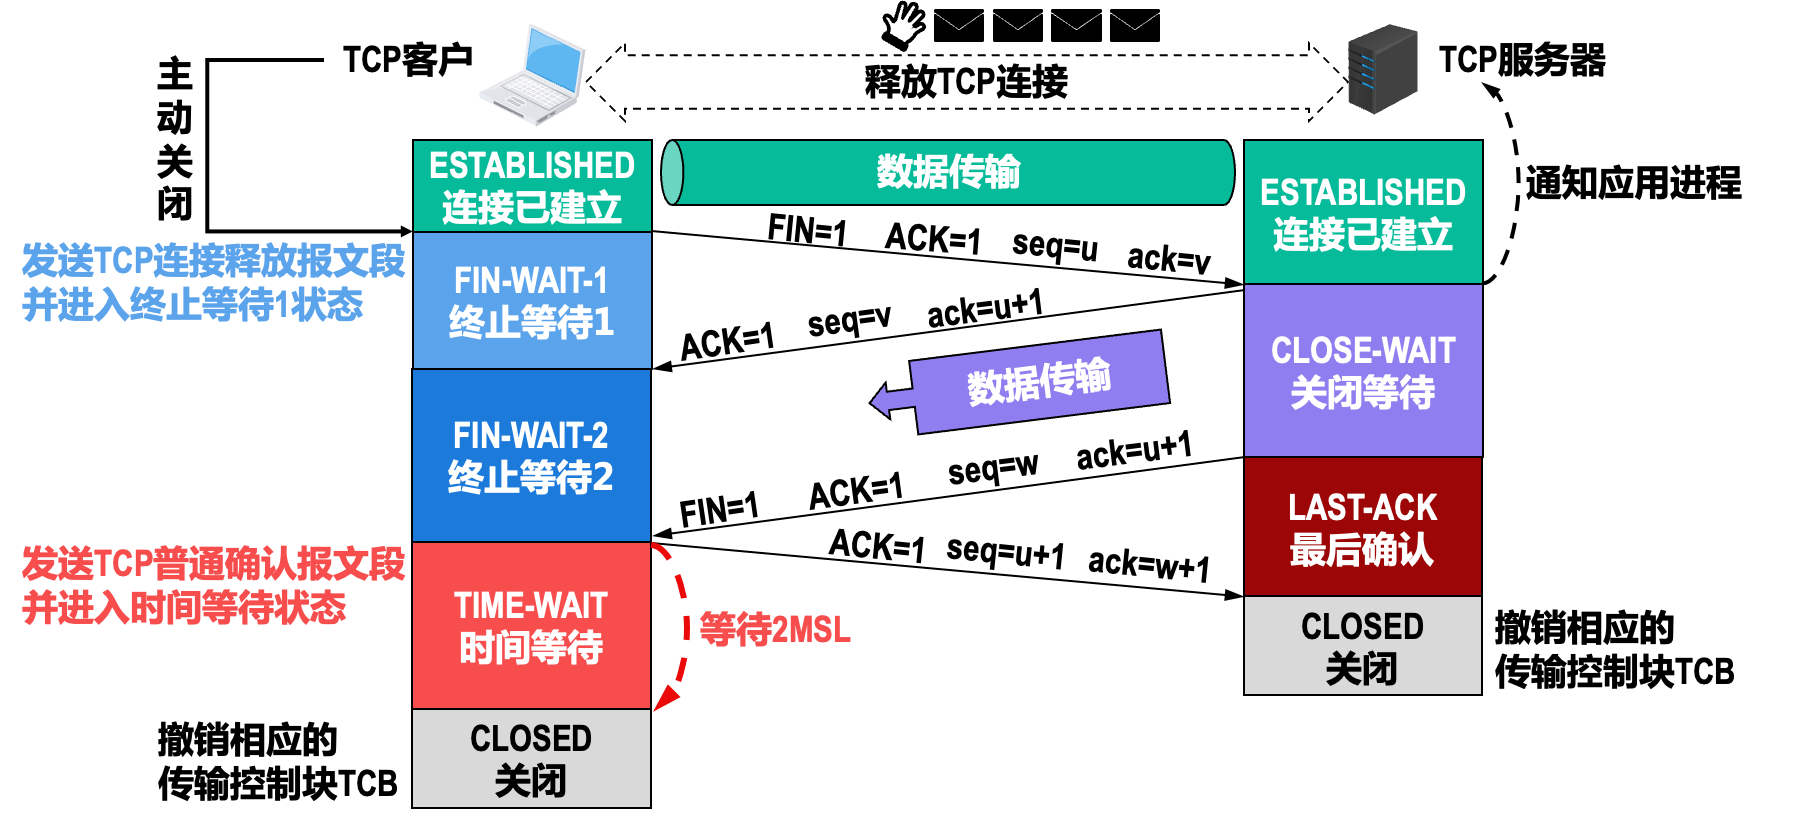 主动关闭
TCP客户
释放TCP连接
TCP服务器
ESTABLISHED
连接已建立
数据传输
ESTABLISHED
连接已建立
通知应用进程
FIN=1 ACK=1 seq=u ack=v
发送TCP连接释放报文段
并进入终止等待1状态
FIN-WAIT-1
终止等待1
ACK=1 seq=v ack=u+1
CLOSE-WAIT
关闭等待
数据传输
FIN-WAIT-2
终止等待2
FIN=1 ACK=1 seq=w ack=u+1
LAST-ACK
最后确认
ACK=1 seq=u+1 ack=w+1
发送TCP普通确认报文段
并进入时间等待状态
TIME-WAIT
时间等待
等待2MSL
CLOSED
关闭
撤销相应的
传输控制块TCB
撤销相应的
传输控制块TCB
CLOSED
关闭